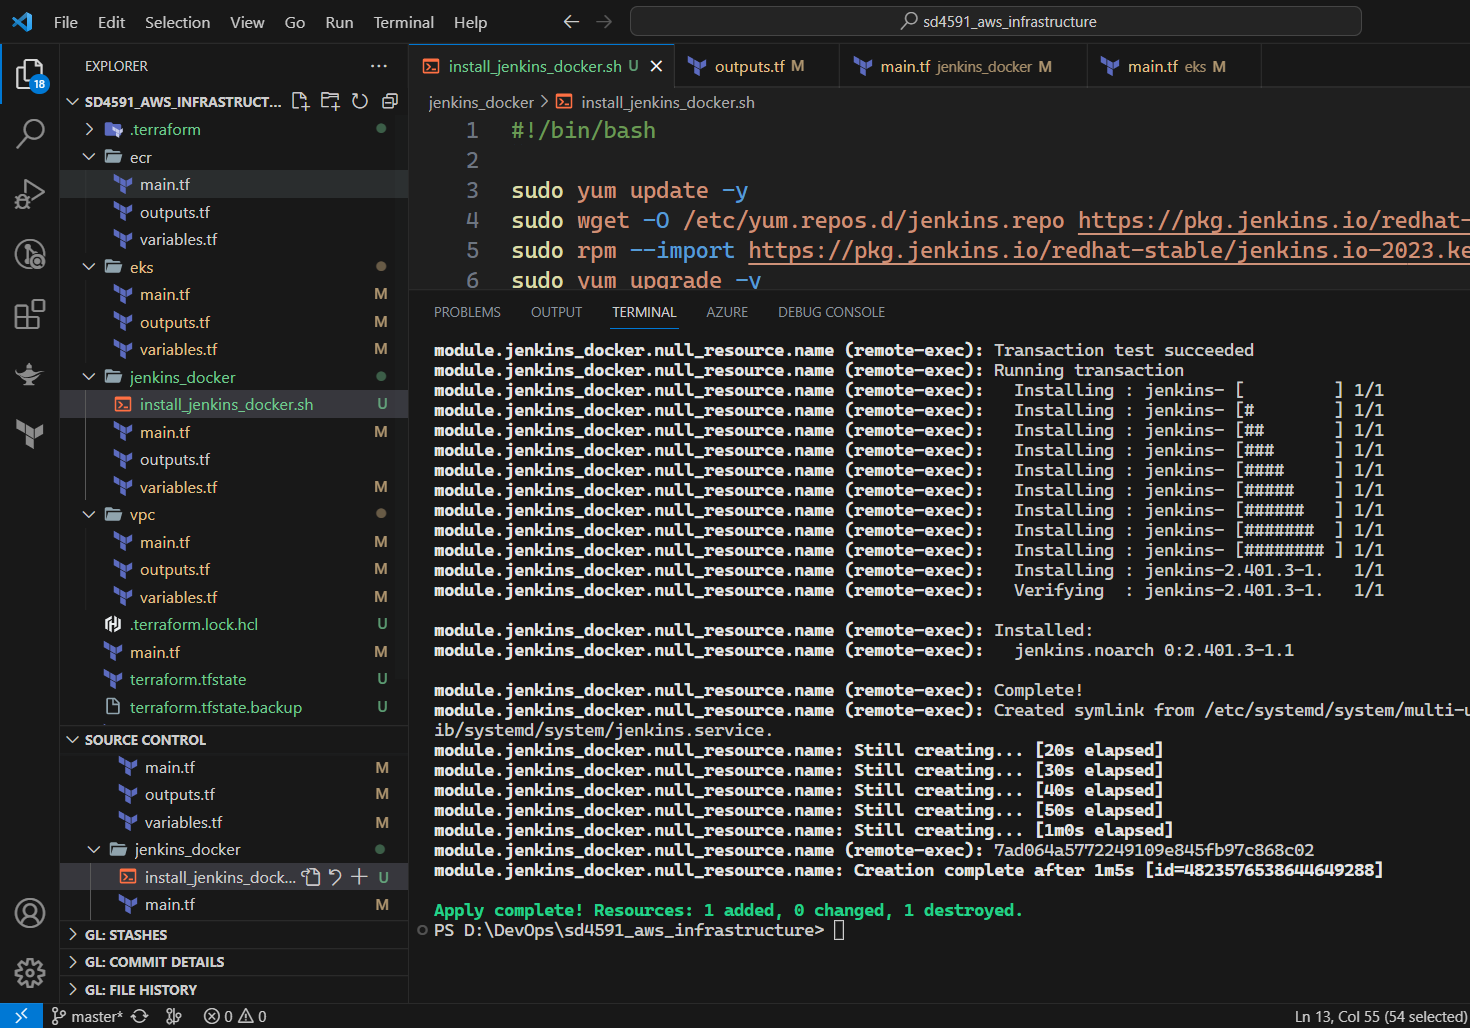 File Edit Selection View Go Run Terminal Help
sd4591_aws_infrastructure
18
EXPLORER
SD4591_AWS_INFRASTRUCT...
.terraform
ecr
main.tf
outputs.tf
variables.tf
eks
main.tf M
outputs.tf M
variables.tf M
jenkins_docker
install_jenkins_docker.sh U
main.tf M
outputs.tf
variables.tf M
vpc
main.tf M
outputs.tf M
variables.tf M
.terraform.lock.hcl U
main.tf M
terraform.tfstate U
terraform.tfstate.backup U
SOURCE CONTROL
main.tf M
outputs.tf M
variables.tf M
jenkins_docker
install_jenkins_dock... U
main.tf M
GL: STASHES
GL: COMMIT DETAILS
GL: FILE HISTORY
install_jenkins_docker.sh U outputs.tf M main.tf jenkins_docker M main.tf eks M
jenkins_docker > install_jenkins_docker.sh
1 #!/bin/bash
2
3 sudo yum update -y
4 sudo wget -O /etc/yum.repos.d/jenkins.repo https://pkg.jenkins.io/redhat-
5 sudo rpm --import https://pkg.jenkins.io/redhat-stable/jenkins.io-2023.ke
6 sudo yum upgrade -y
PROBLEMS OUTPUT TERMINAL AZURE DEBUG CONSOLE
module.jenkins_docker.null_resource.name (remote-exec): Transaction test succeeded
module.jenkins_docker.null_resource.name (remote-exec): Running transaction
module.jenkins_docker.null_resource.name (remote-exec):   Installing : jenkins- [         ] 1/1
module.jenkins_docker.null_resource.name (remote-exec):   Installing : jenkins- [#        ] 1/1
module.jenkins_docker.null_resource.name (remote-exec):   Installing : jenkins- [##       ] 1/1
module.jenkins_docker.null_resource.name (remote-exec):   Installing : jenkins- [###      ] 1/1
module.jenkins_docker.null_resource.name (remote-exec):   Installing : jenkins- [####     ] 1/1
module.jenkins_docker.null_resource.name (remote-exec):   Installing : jenkins- [#####    ] 1/1
module.jenkins_docker.null_resource.name (remote-exec):   Installing : jenkins- [######   ] 1/1
module.jenkins_docker.null_resource.name (remote-exec):   Installing : jenkins- [#######  ] 1/1
module.jenkins_docker.null_resource.name (remote-exec):   Installing : jenkins- [######## ] 1/1
module.jenkins_docker.null_resource.name (remote-exec):   Installing : jenkins-2.401.3-1.   1/1
module.jenkins_docker.null_resource.name (remote-exec):   Verifying  : jenkins-2.401.3-1.   1/1
module.jenkins_docker.null_resource.name (remote-exec): Installed:
module.jenkins_docker.null_resource.name (remote-exec):   jenkins.noarch 0:2.401.3-1.1
module.jenkins_docker.null_resource.name (remote-exec): Complete!
module.jenkins_docker.null_resource.name (remote-exec): Created symlink from /etc/systemd/system/multi-u
ib/systemd/system/jenkins.service.
module.jenkins_docker.null_resource.name: Still creating... [20s elapsed]
module.jenkins_docker.null_resource.name: Still creating... [30s elapsed]
module.jenkins_docker.null_resource.name: Still creating... [40s elapsed]
module.jenkins_docker.null_resource.name: Still creating... [50s elapsed]
module.jenkins_docker.null_resource.name: Still creating... [1m0s elapsed]
module.jenkins_docker.null_resource.name (remote-exec): 7ad064a5772249109e845fb97c868c02
module.jenkins_docker.null_resource.name: Creation complete after 1m5s [id=4823576538644649288]
Apply complete! Resources: 1 added, 0 changed, 1 destroyed.
PS D:\DevOps\sd4591_aws_infrastructure>
master* 0 0 Ln 13, Col 55 (54 selected)